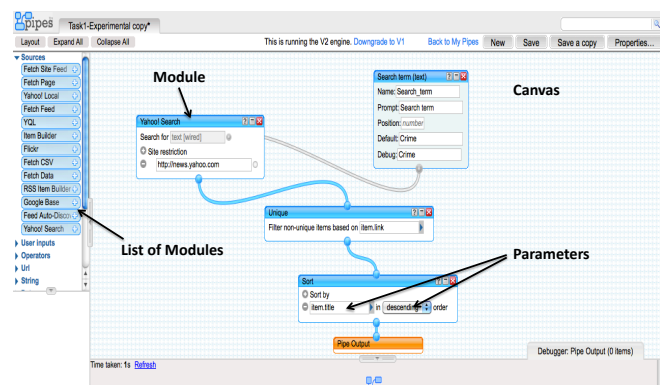 pipes
Task1-Experimental copy*
Layout Expand All Collapse All
This is running the V2 engine. Downgrade to V1
Back to My Pipes
New Save Save a copy Properties...
Sources
Fetch Site Feed
Fetch Page
Yahoo! Local
Fetch Feed
YQL
Item Builder
Flickr
Fetch CSV
Fetch Data
RSS Item Builder
Google Base
Feed Auto-Disco
Yahoo! Search
User inputs
Operators
Url
String
Module
Canvas
List of Modules
Parameters
Search term (text)
Name: Search_term
Prompt: Search term
Position: number
Default: Crime
Debug: Crime
Yahoo! Search
Search for text [wired]
Site restriction
http://news.yahoo.com
Unique
Filter non-unique items based on item.link
Sort
Sort by
item.title in descending order
Pipe Output
Debugger: Pipe Output (0 items)
Time taken: 1s Refresh